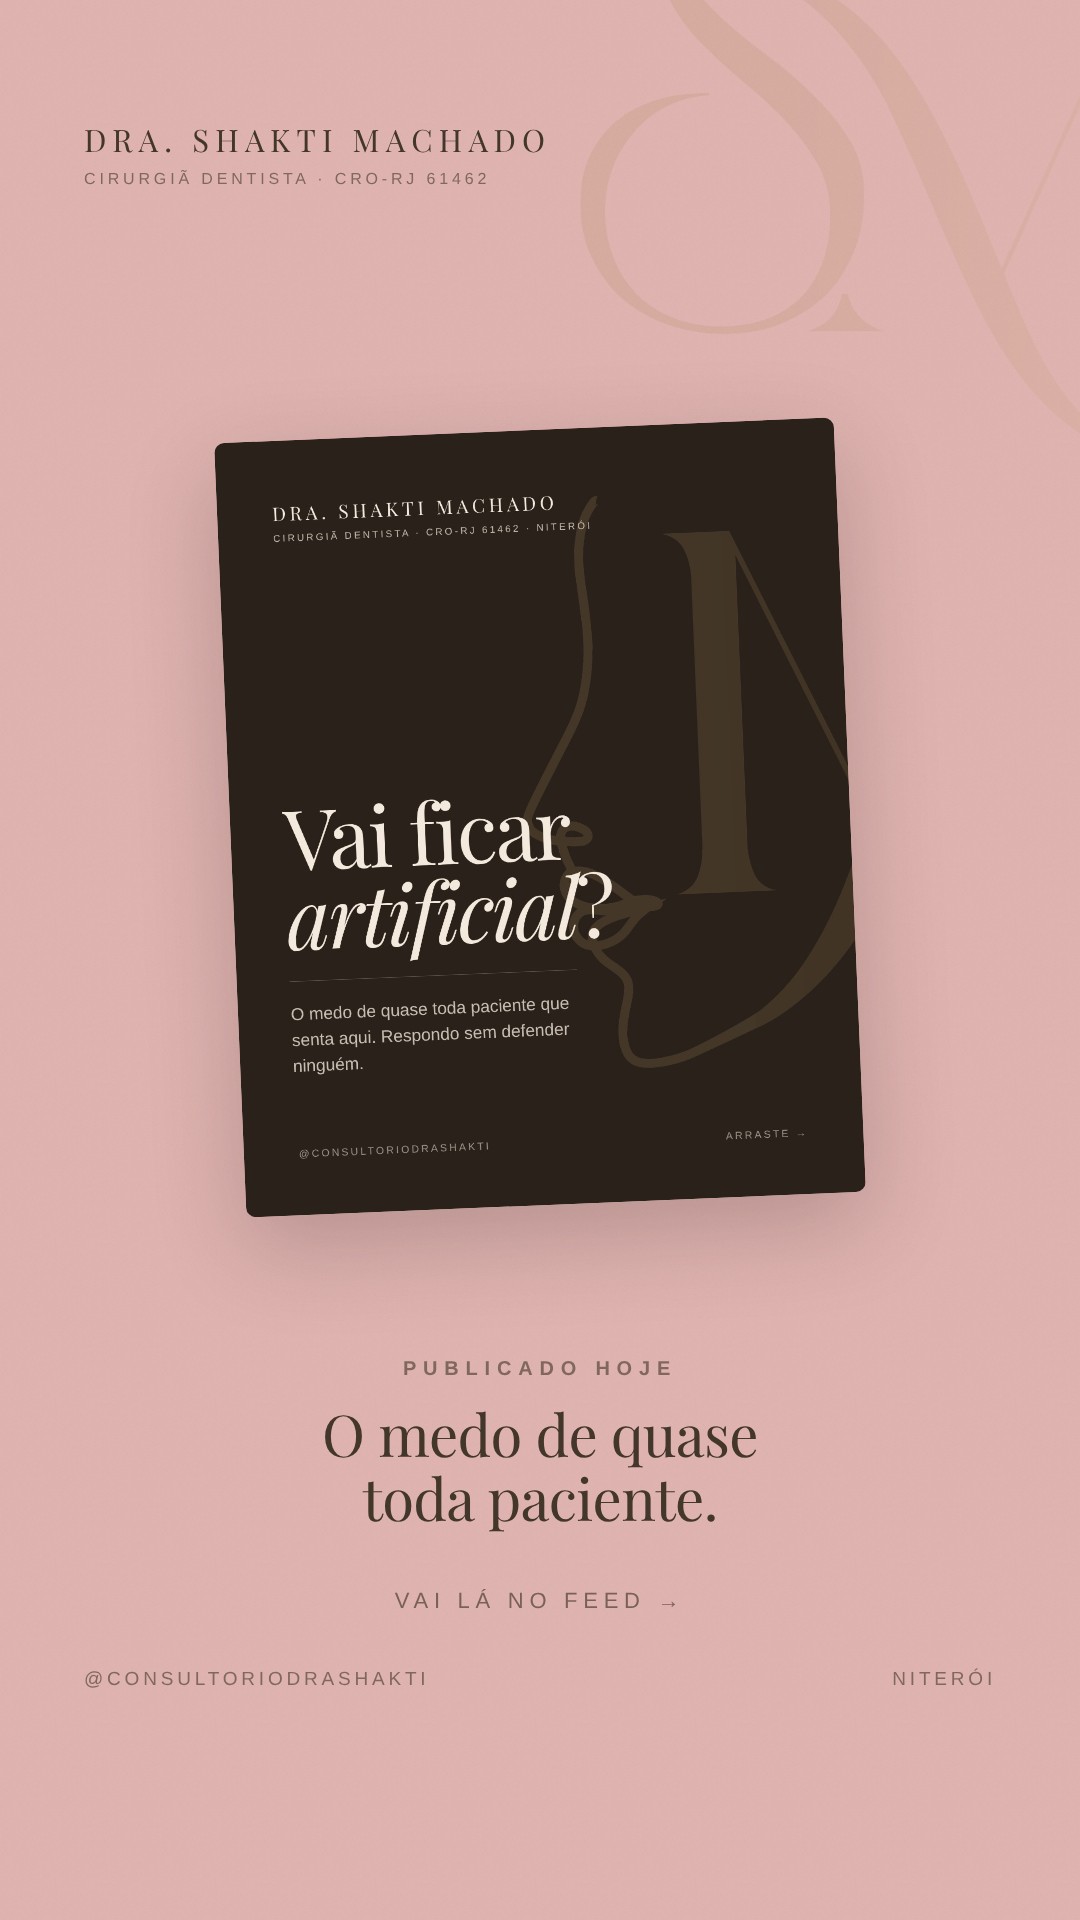 DRA. SHAKTI MACHADO
CIRURGIÃ DENTISTA · CRO-RJ 61462
DRA. SHAKTI MACHADO
CIRURGIÃ DENTISTA · CRO-RJ 61462 · NITERÓI
Vai ficar
artificial?
O medo de quase toda paciente que
senta aqui. Respondo sem defender
ninguém.
@CONSULTORIODRASHAKTI
ARRASTE →
PUBLICADO HOJE
O medo de quase
toda paciente.
VAI LÁ NO FEED →
@CONSULTORIODRASHAKTI
NITERÓI